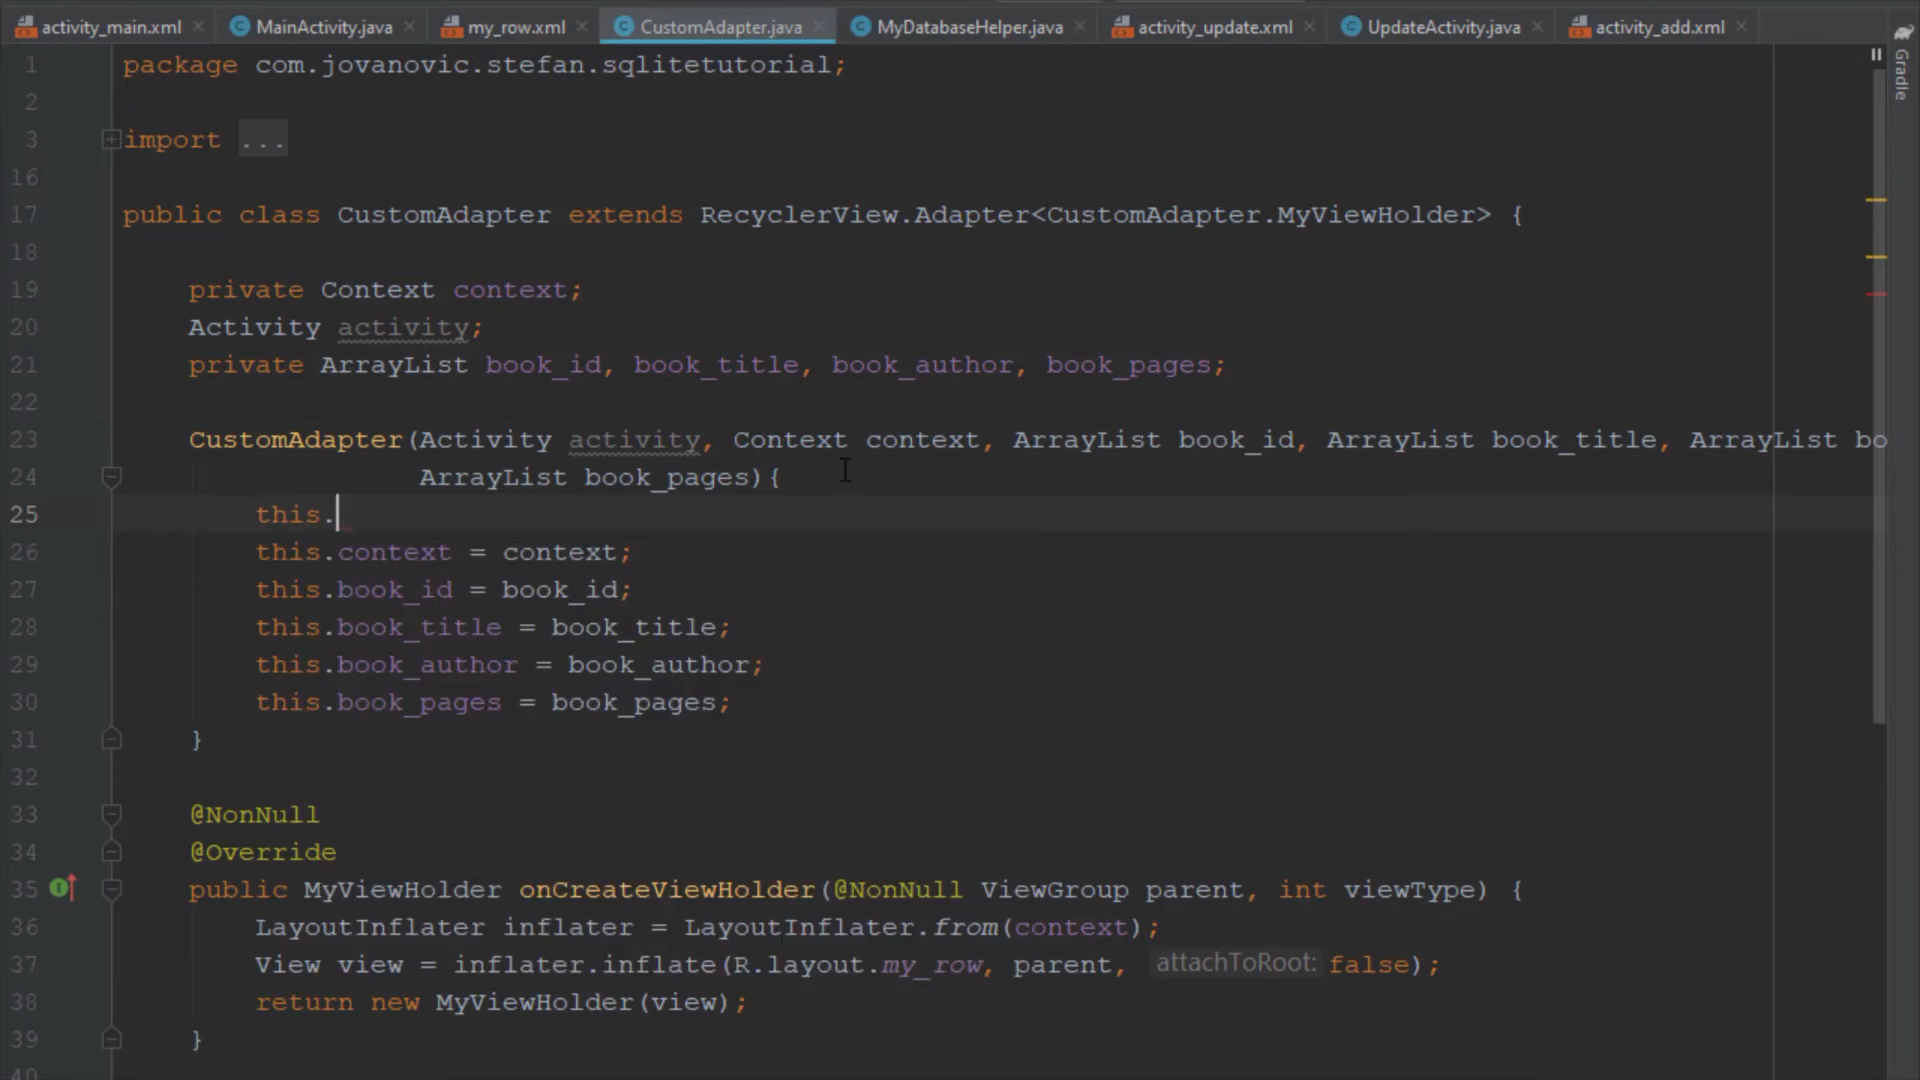 activity_main.xml MainActivity.java my_row.xml CustomAdapter.java MyDatabaseHelper.java activity_update.xml UpdateActivity.java activity_add.xml
Gradle
1 package com.jovanovic.stefan.sqlitetutorial;
2
3 import ...
16
17 public class CustomAdapter extends RecyclerView.Adapter<CustomAdapter.MyViewHolder> {
18
19 private Context context;
20 Activity activity;
21 private ArrayList book_id, book_title, book_author, book_pages;
22
23 CustomAdapter(Activity activity, Context context, ArrayList book_id, ArrayList book_title, ArrayList bo
24 ArrayList book_pages){
25 this.
26 this.context = context;
27 this.book_id = book_id;
28 this.book_title = book_title;
29 this.book_author = book_author;
30 this.book_pages = book_pages;
31 }
32
33 @NonNull
34 @Override
35 public MyViewHolder onCreateViewHolder(@NonNull ViewGroup parent, int viewType) {
36 LayoutInflater inflater = LayoutInflater.from(context);
37 View view = inflater.inflate(R.layout.my_row, parent, attachToRoot: false);
38 return new MyViewHolder(view);
39 }
40